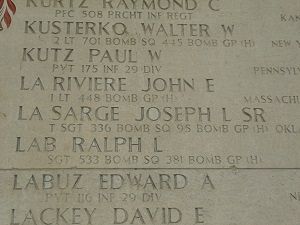 KURTZ RAYMOND C
PFC 508 PRCHT INF REGT
KUSTERKO WALTER W
2 LT 701 BOMB SQ 445 BOMB GP (H)
KUTZ PAUL W
PVT 175 INF 29 DIV PENNSYL
LA RIVIERE JOHN E
1 LT 448 BOMB GP (H) MASSACHU
LA SARGE JOSEPH L SR
T SGT 336 BOMB SQ 95 BOMB GP (H) OKL
LAB RALPH L
SGT 533 BOMB SQ 381 BOMB GP (H)
LABUZ EDWARD A
PVT 116 INF 29 DIV
LACKEY DAVID E